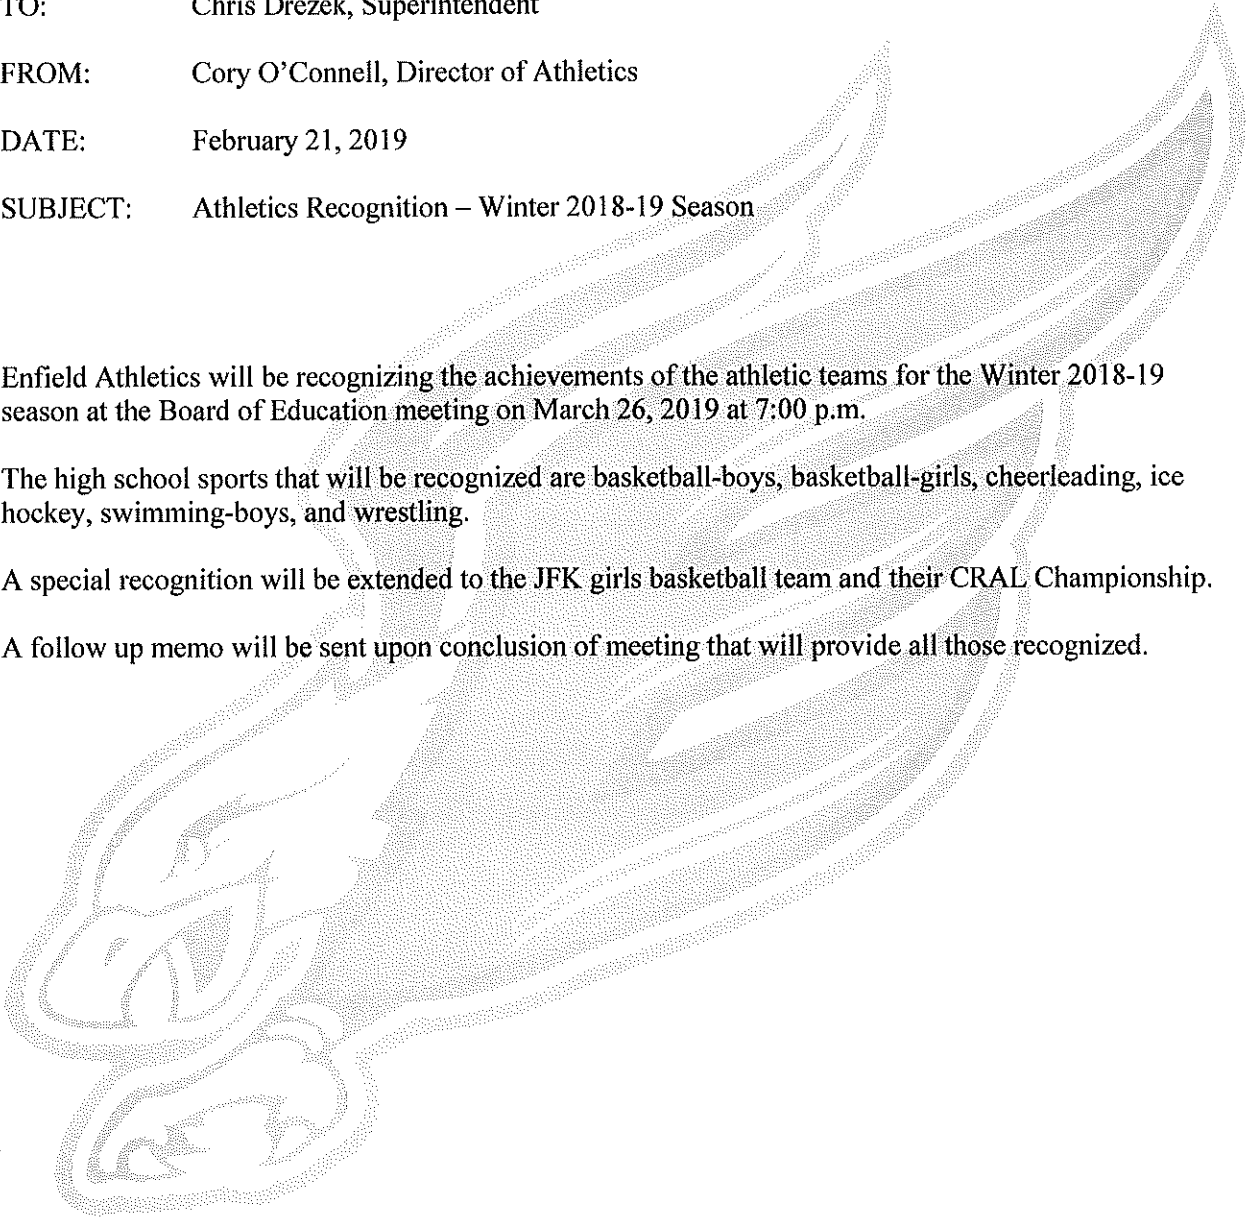 TO: Chris Drezek, Superintendent
FROM: Cory O'Connell, Director of Athletics
DATE: February 21, 2019
SUBJECT: Athletics Recognition – Winter 2018-19 Season
Enfield Athletics will be recognizing the achievements of the athletic teams for the Winter 2018-19
season at the Board of Education meeting on March 26, 2019 at 7:00 p.m.
The high school sports that will be recognized are basketball-boys, basketball-girls, cheerleading, ice
hockey, swimming-boys, and wrestling.
A special recognition will be extended to the JFK girls basketball team and their CRAL Championship.
A follow up memo will be sent upon conclusion of meeting that will provide all those recognized.